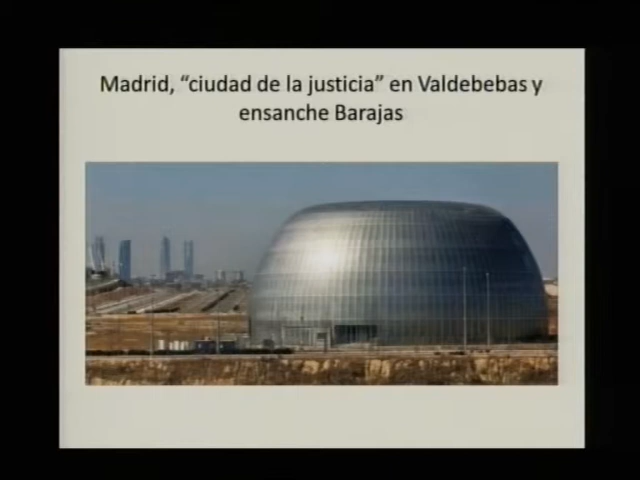 Madrid, “ciudad de la justicia” en Valdebebas y
ensanche Barajas